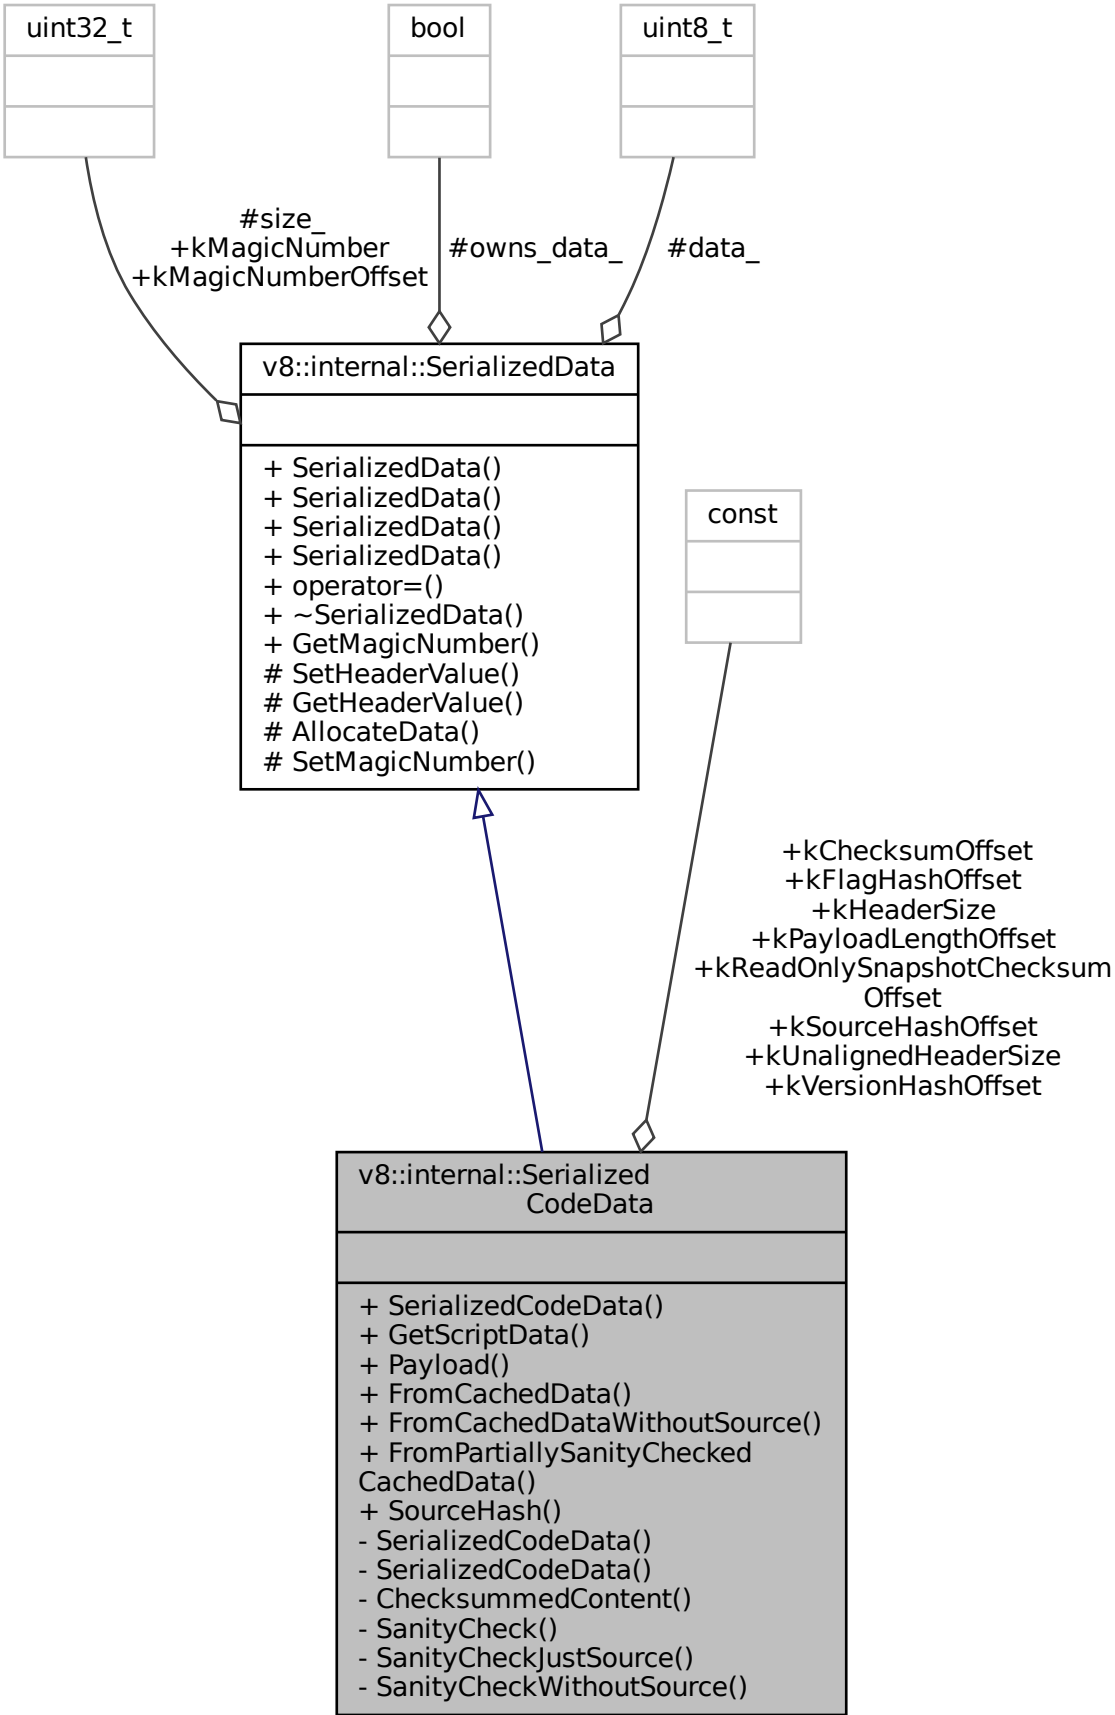 uint32_t
bool
uint8_t
#size_
+kMagicNumber
+kMagicNumberOffset
#owns_data_
#data_
v8::internal::SerializedData
+ SerializedData()
+ SerializedData()
+ SerializedData()
+ SerializedData()
+ operator=()
+ ~SerializedData()
+ GetMagicNumber()
# SetHeaderValue()
# GetHeaderValue()
# AllocateData()
# SetMagicNumber()
const
+kChecksumOffset
+kFlagHashOffset
+kHeaderSize
+kPayloadLengthOffset
+kReadOnlySnapshotChecksum
Offset
+kSourceHashOffset
+kUnalignedHeaderSize
+kVersionHashOffset
v8::internal::Serialized
CodeData
+ SerializedCodeData()
+ GetScriptData()
+ Payload()
+ FromCachedData()
+ FromCachedDataWithoutSource()
+ FromPartiallySanityChecked
CachedData()
+ SourceHash()
- SerializedCodeData()
- SerializedCodeData()
- ChecksummedContent()
- SanityCheck()
- SanityCheckJustSource()
- SanityCheckWithoutSource()